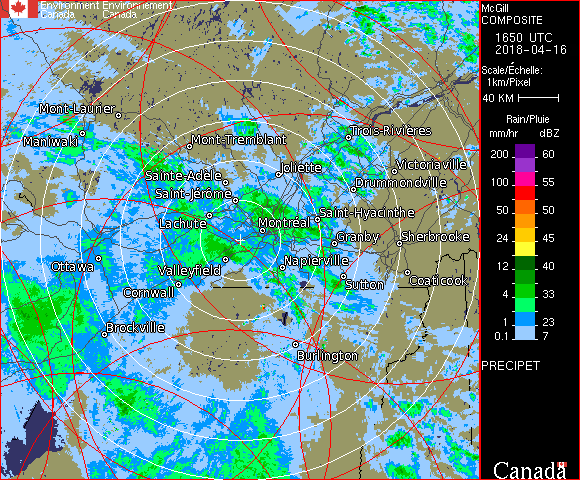 Environment Environnement
Canada Canada
McGill
COMPOSITE
1650 UTC
2018-04-16
Scale/Échelle:
1km/Pixel
40 KM
Rain/Pluie
mm/hr dBZ
200 60
100 55
50 50
24 45
12 40
4 33
1 23
0.1 7
PRECIPET
Canada
Mont-Laurier
Maniwaki
Mont-Tremblant
Trois-Rivières
Joliette
Victoriaville
Sainte-Adèle
Drummondville
Saint-Jérôme
Saint-Hyacinthe
Lachute
Montréal
Granby
Sherbrooke
Ottawa
Valleyfield
Napierville
Coaticook
Sutton
Cornwall
Brockville
Burlington